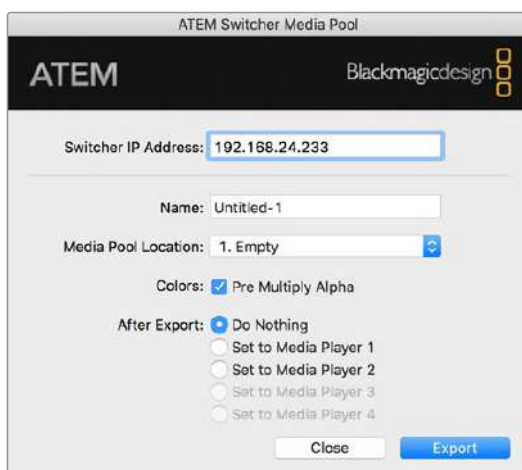 ATEM Switcher Media Pool
ATEM
Blackmagicdesign
Switcher IP Address: 192.168.24.233
Name: Untitled-1
Media Pool Location: 1. Empty
Colors: Pre Multiply Alpha
After Export: Do Nothing
Set to Media Player 1
Set to Media Player 2
Set to Media Player 3
Set to Media Player 4
Close Export